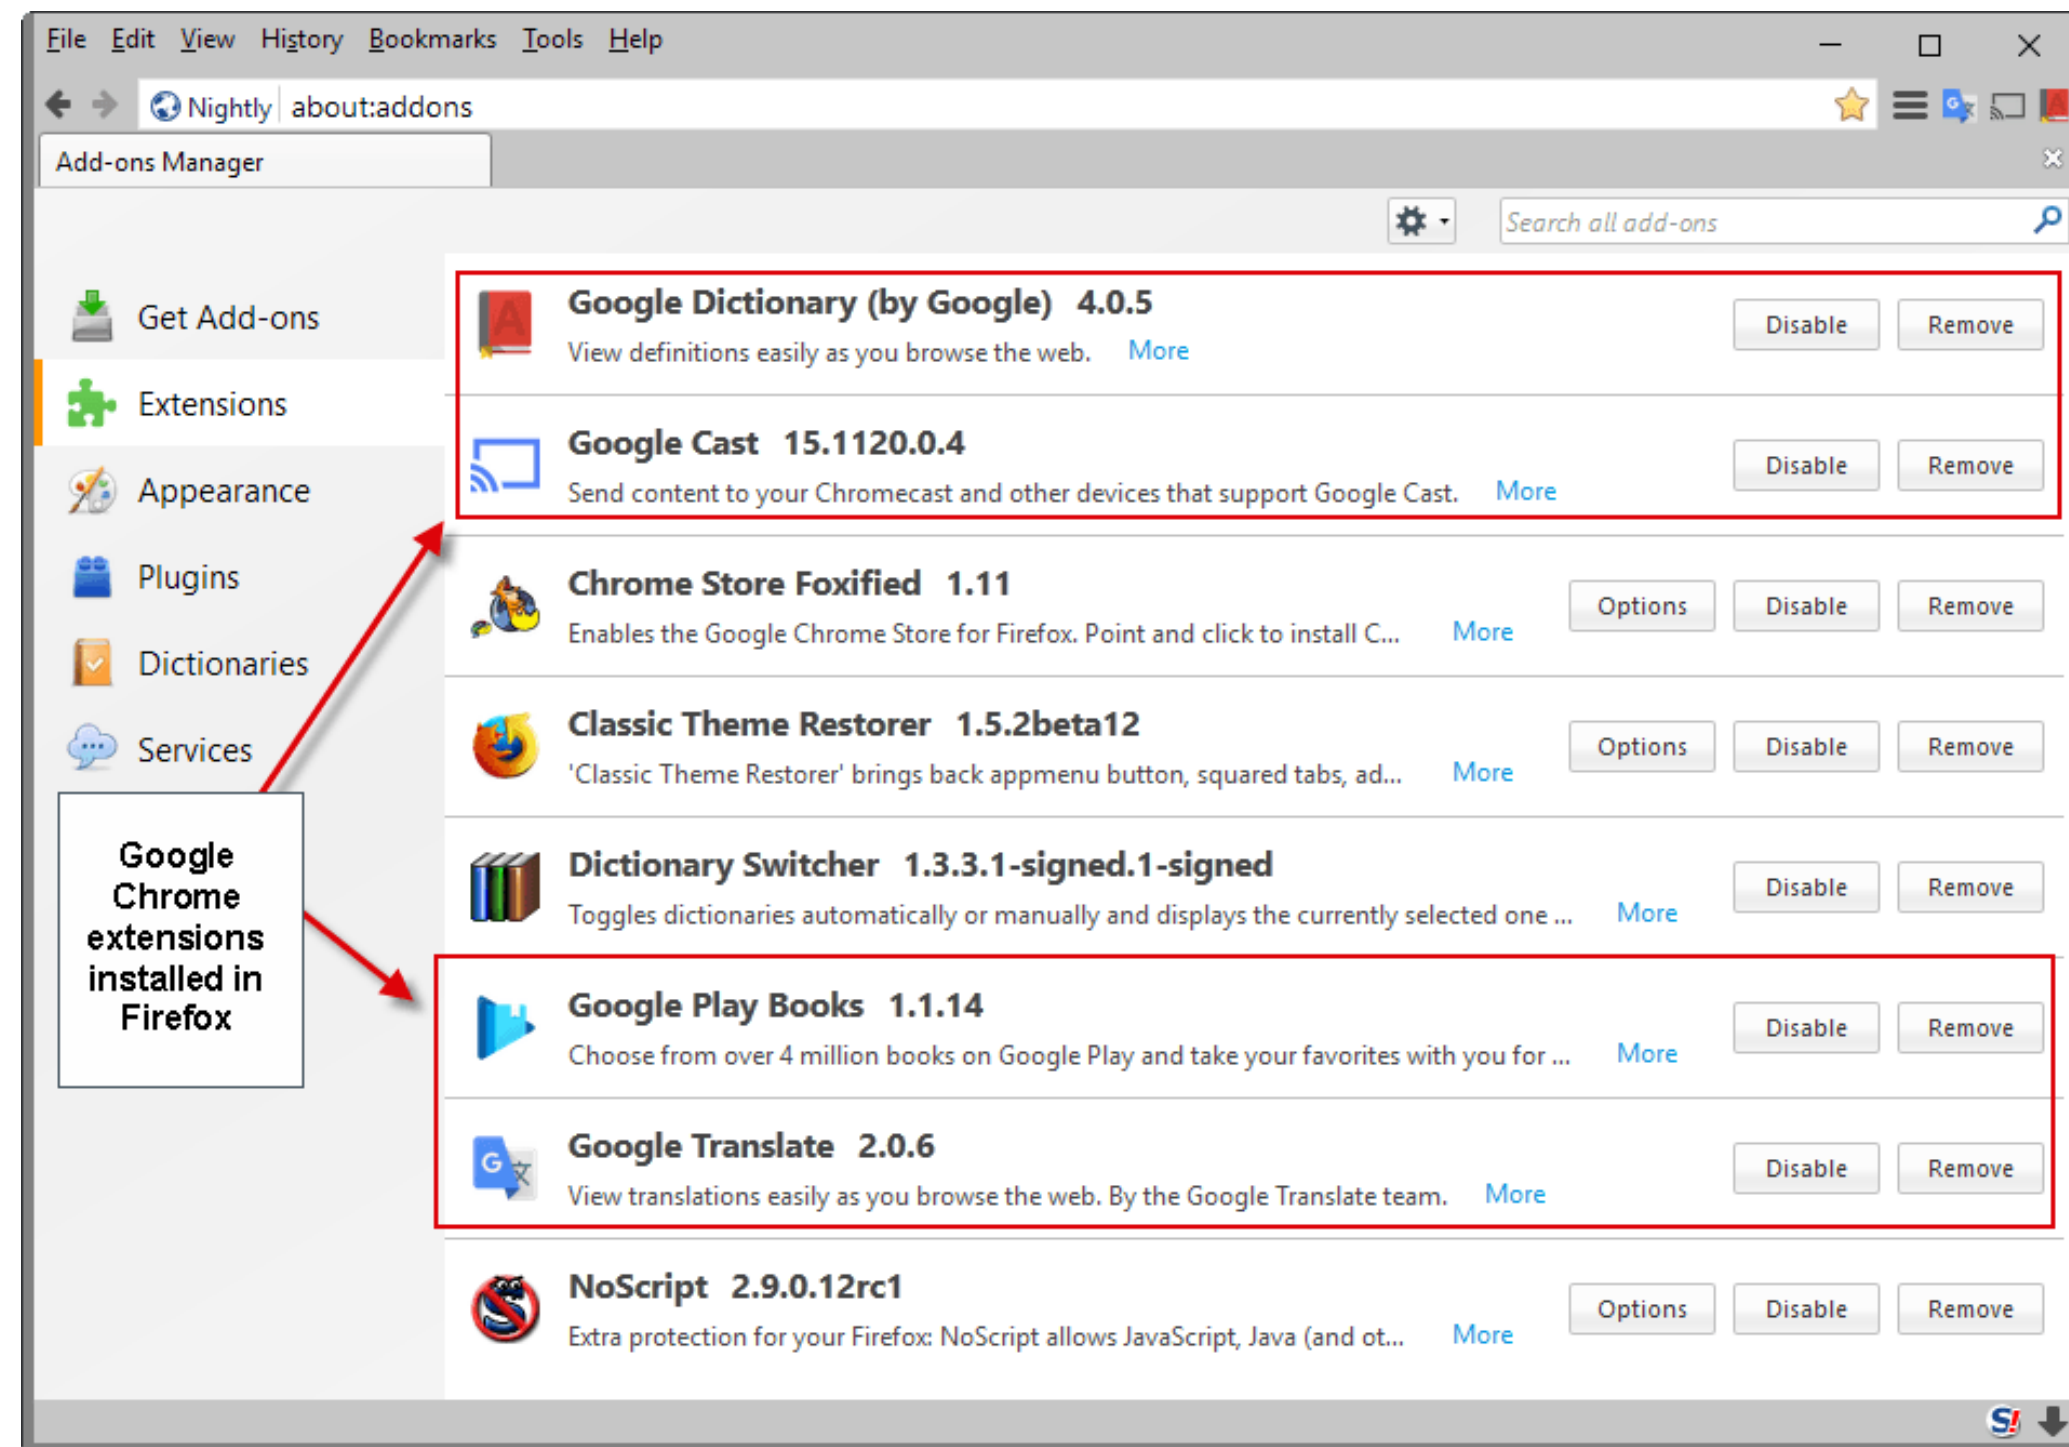 File Edit View History Bookmarks Tools Help
Nightly about:addons
Add-ons Manager
Search all add-ons
Get Add-ons
Extensions
Appearance
Plugins
Dictionaries
Services
Google
Chrome
extensions
installed in
Firefox
Google Dictionary (by Google) 4.0.5
View definitions easily as you browse the web. More
Disable Remove
Google Cast 15.1120.0.4
Send content to your Chromecast and other devices that support Google Cast. More
Disable Remove
Chrome Store Foxified 1.11
Enables the Google Chrome Store for Firefox. Point and click to install C... More
Options Disable Remove
Classic Theme Restorer 1.5.2beta12
'Classic Theme Restorer' brings back appmenu button, squared tabs, ad... More
Options Disable Remove
Dictionary Switcher 1.3.3.1-signed.1-signed
Toggles dictionaries automatically or manually and displays the currently selected one ... More
Disable Remove
Google Play Books 1.1.14
Choose from over 4 million books on Google Play and take your favorites with you for ... More
Disable Remove
Google Translate 2.0.6
View translations easily as you browse the web. By the Google Translate team. More
Disable Remove
NoScript 2.9.0.12rc1
Extra protection for your Firefox: NoScript allows JavaScript, Java (and ot... More
Options Disable Remove